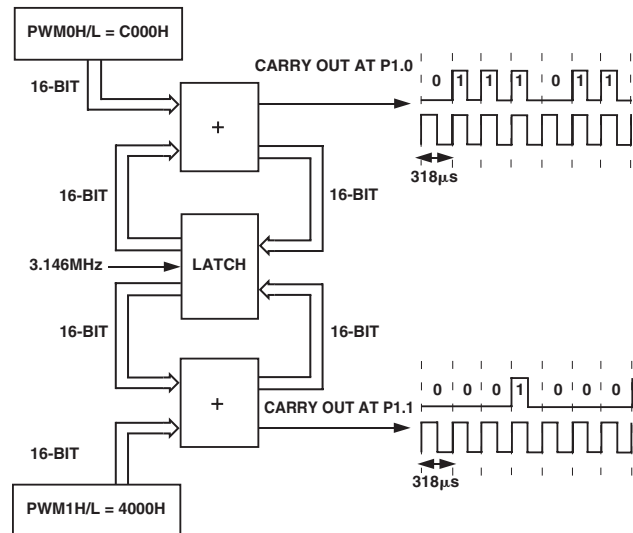 PWM0H/L = C000H
16-BIT
CARRY OUT AT P1.0
0 1 1 1 0 1 1
+
318µs
16-BIT
16-BIT
3.146MHz
LATCH
16-BIT
16-BIT
0 0 0 1 0 0 0
+
CARRY OUT AT P1.1
16-BIT
318µs
PWM1H/L = 4000H